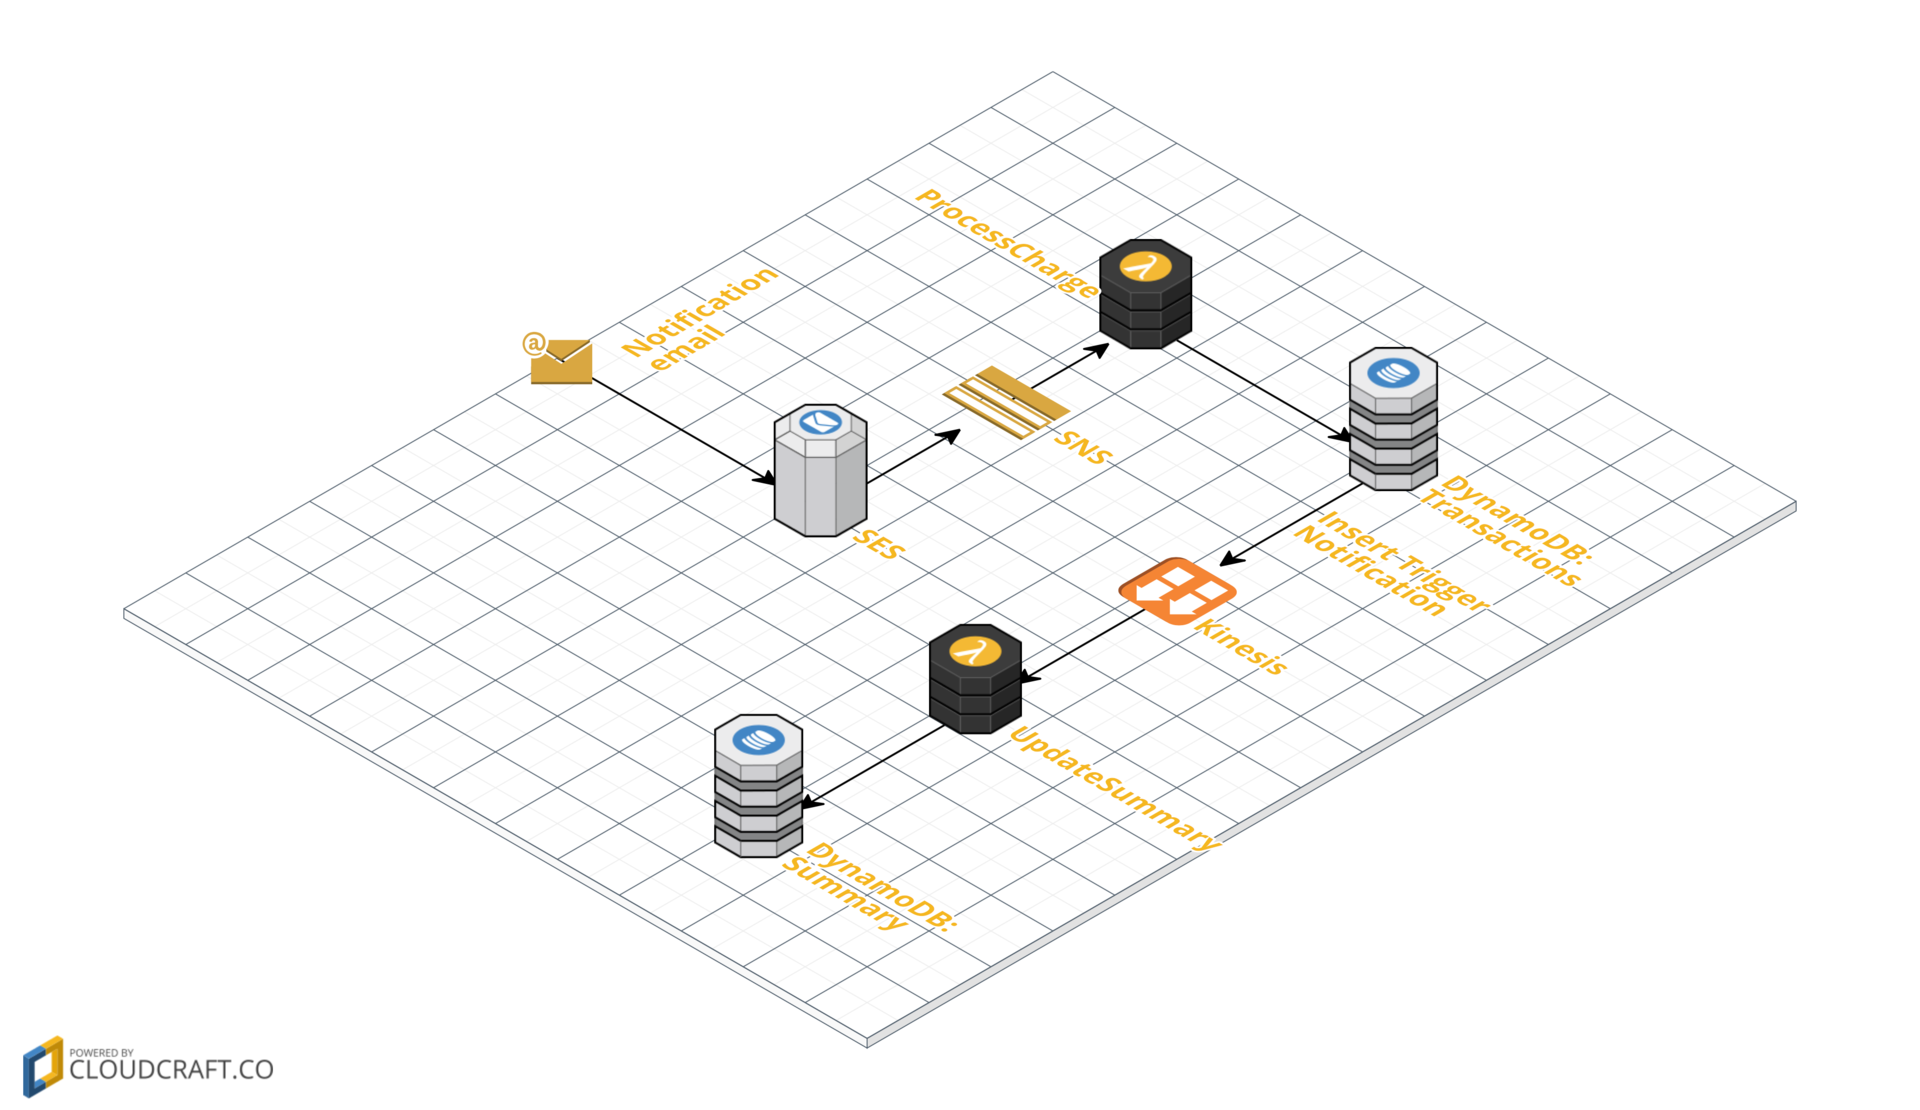 ProcessCharge
Notification
email
@
λ
SNS
SES
DynamoDB:
Transactions
Insert Trigger
Notification
Kinesis
λ
UpdateSummary
DynamoDB:
Summary
POWERED BY
CLOUDCRAFT.CO